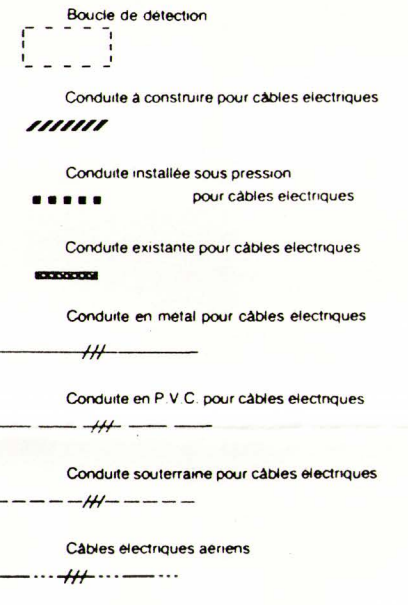 Boucle de détection
Conduite à construire pour câbles électriques
Conduite installée sous pression
pour câbles électriques
Conduite existante pour câbles électriques
Conduite en métal pour câbles électriques
Conduite en P.V.C. pour câbles électriques
Conduite souterraine pour câbles électriques
Câbles électriques aériens